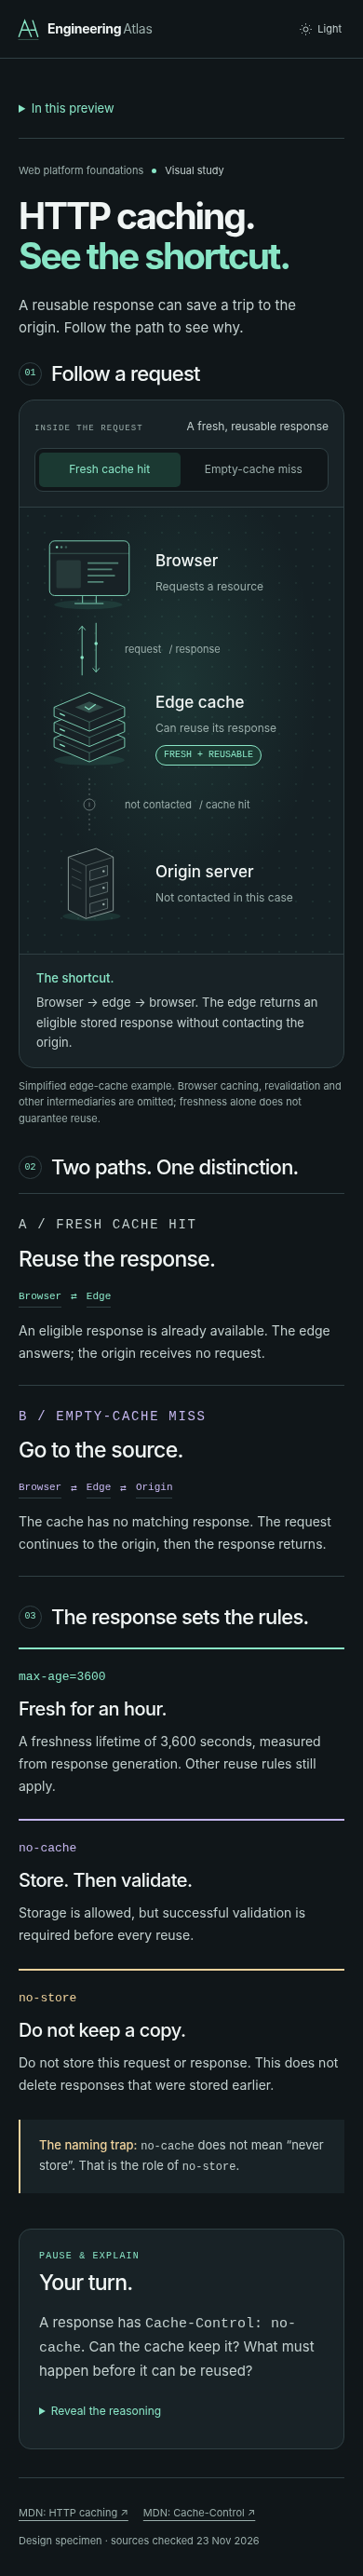 EngineeringAtlas
Light
In this preview
Web platform foundations • Visual study
HTTP caching.
See the shortcut.
A reusable response can save a trip to the
origin. Follow the path to see why.
01 Follow a request
INSIDE THE REQUEST
A fresh, reusable response
Fresh cache hit
Empty-cache miss
Browser
Requests a resource
request / response
Edge cache
Can reuse its response
FRESH + REUSABLE
not contacted / cache hit
Origin server
Not contacted in this case
The shortcut.
Browser → edge → browser. The edge returns an
eligible stored response without contacting the
origin.
Simplified edge-cache example. Browser caching, revalidation and
other intermediaries are omitted; freshness alone does not
guarantee reuse.
02 Two paths. One distinction.
A / FRESH CACHE HIT
Reuse the response.
Browser ⇄ Edge
An eligible response is already available. The edge
answers; the origin receives no request.
B / EMPTY-CACHE MISS
Go to the source.
Browser ⇄ Edge ⇄ Origin
The cache has no matching response. The request
continues to the origin, then the response returns.
03 The response sets the rules.
max-age=3600
Fresh for an hour.
A freshness lifetime of 3,600 seconds, measured
from response generation. Other reuse rules still
apply.
no-cache
Store. Then validate.
Storage is allowed, but successful validation is
required before every reuse.
no-store
Do not keep a copy.
Do not store this request or response. This does not
delete responses that were stored earlier.
The naming trap: no-cache does not mean “never
store”. That is the role of no-store.
PAUSE & EXPLAIN
Your turn.
A response has Cache-Control: no-
cache. Can the cache keep it? What must
happen before it can be reused?
Reveal the reasoning
MDN: HTTP caching ↗ MDN: Cache-Control ↗
Design specimen · sources checked 23 Nov 2026